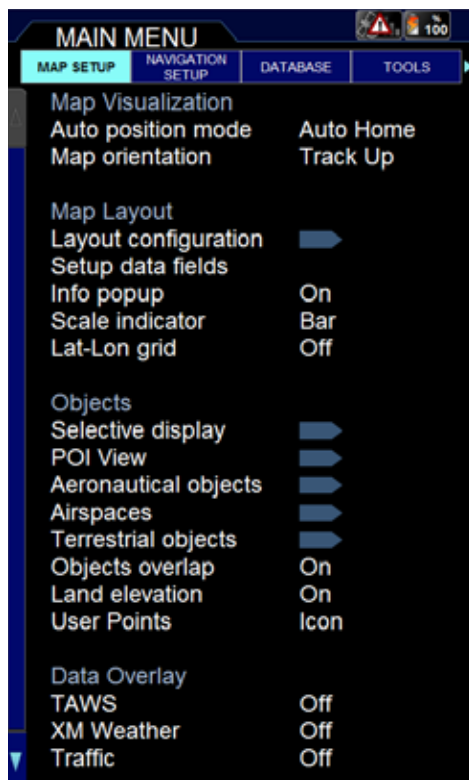 MAIN MENU
% 100
MAP SETUP NAVIGATION SETUP DATABASE TOOLS
Map Visualization
Auto position mode Auto Home
Map orientation Track Up
Map Layout
Layout configuration
Setup data fields
Info popup On
Scale indicator Bar
Lat-Lon grid Off
Objects
Selective display
POI View
Aeronautical objects
Airspaces
Terrestrial objects
Objects overlap On
Land elevation On
User Points Icon
Data Overlay
TAWS Off
XM Weather Off
Traffic Off